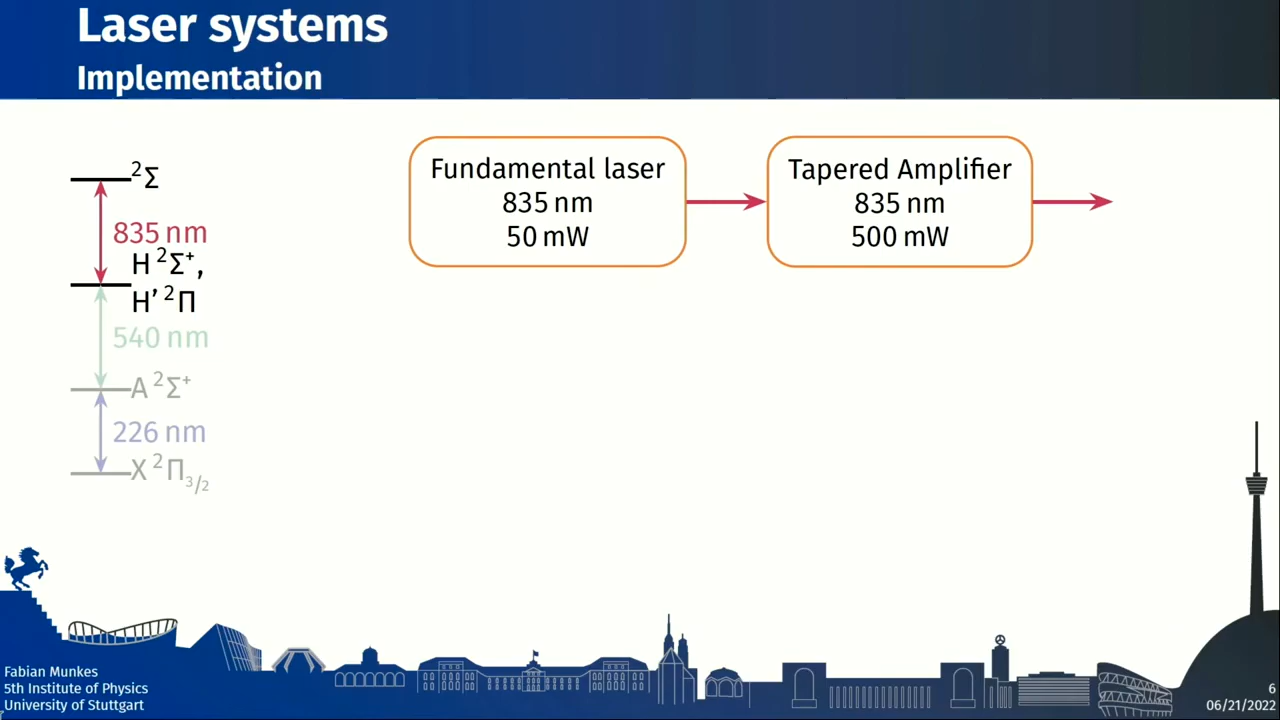 Laser systems
Implementation
²Σ
835 nm
H ²Σ⁺,
H’ ²Π
540 nm
A ²Σ⁺
226 nm
X ²Π₃/₂
Fundamental laser
835 nm
50 mW
Tapered Amplifier
835 nm
500 mW
Fabian Munkes
5th Institute of Physics
University of Stuttgart
6
06/21/2022